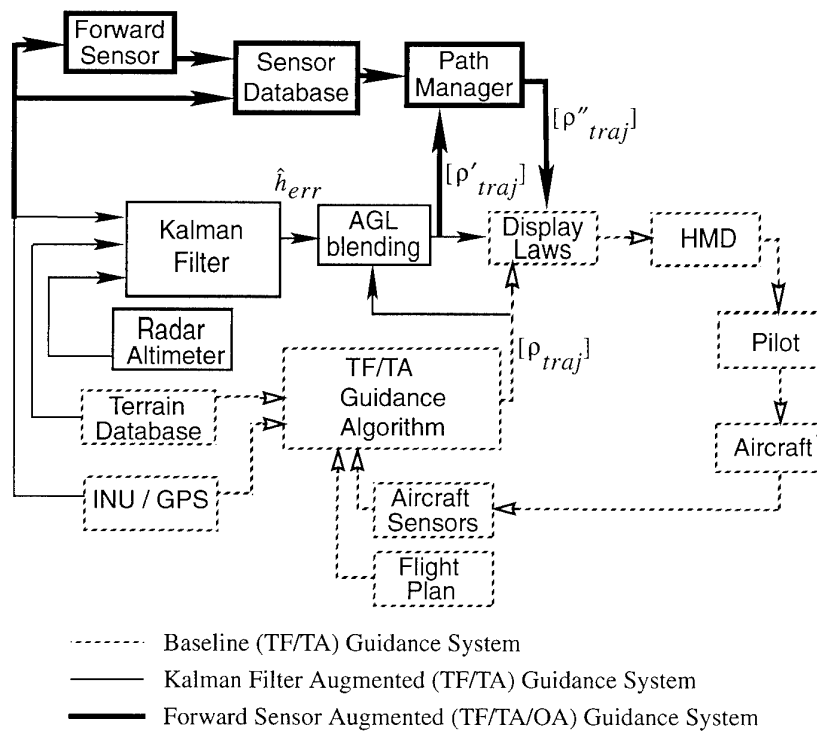 Forward
Sensor
Sensor
Database
Path
Manager
[ρ″traj]
[ρ′traj]
ĥerr
Kalman
Filter
AGL
blending
Display
Laws
HMD
Radar
Altimeter
[ρtraj]
Pilot
TF/TA
Guidance
Algorithm
Terrain
Database
Aircraft
INU / GPS
Aircraft
Sensors
Flight
Plan
Baseline (TF/TA) Guidance System
Kalman Filter Augmented (TF/TA) Guidance System
Forward Sensor Augmented (TF/TA/OA) Guidance System